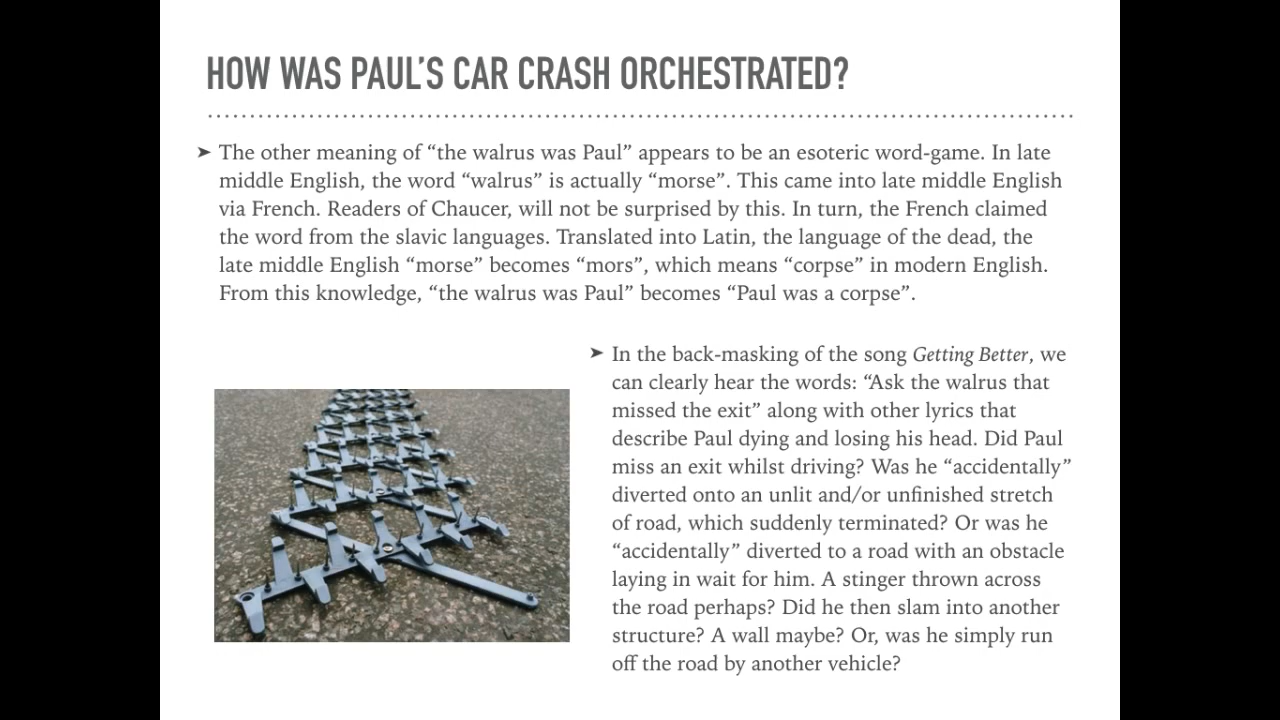 HOW WAS PAUL’S CAR CRASH ORCHESTRATED?
➤ The other meaning of “the walrus was Paul” appears to be an esoteric word-game. In late
middle English, the word “walrus” is actually “morse”. This came into late middle English
via French. Readers of Chaucer, will not be surprised by this. In turn, the French claimed
the word from the slavic languages. Translated into Latin, the language of the dead, the
late middle English “morse” becomes “mors”, which means “corpse” in modern English.
From this knowledge, “the walrus was Paul” becomes “Paul was a corpse”.
➤ In the back-masking of the song Getting Better, we
can clearly hear the words: “Ask the walrus that
missed the exit” along with other lyrics that
describe Paul dying and losing his head. Did Paul
miss an exit whilst driving? Was he “accidentally”
diverted onto an unlit and/or unfinished stretch
of road, which suddenly terminated? Or was he
“accidentally” diverted to a road with an obstacle
laying in wait for him. A stinger thrown across
the road perhaps? Did he then slam into another
structure? A wall maybe? Or, was he simply run
off the road by another vehicle?